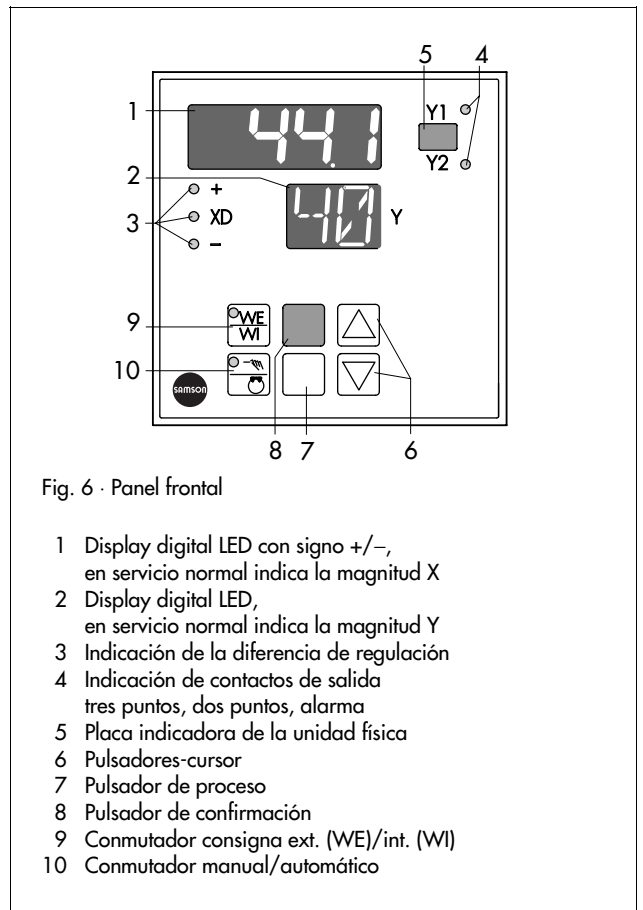 5 4
1 44.1 Y1
Y2
2 40 Y
+
3 XD
−
9 WE
WI
10
SAMSON
8 7 6
Fig. 6 · Panel frontal
1 Display digital LED con signo +/−,
en servicio normal indica la magnitud X
2 Display digital LED,
en servicio normal indica la magnitud Y
3 Indicación de la diferencia de regulación
4 Indicación de contactos de salida
tres puntos, dos puntos, alarma
5 Placa indicadora de la unidad física
6 Pulsadores-cursor
7 Pulsador de proceso
8 Pulsador de confirmación
9 Conmutador consigna ext. (WE)/int. (WI)
10 Conmutador manual/automático